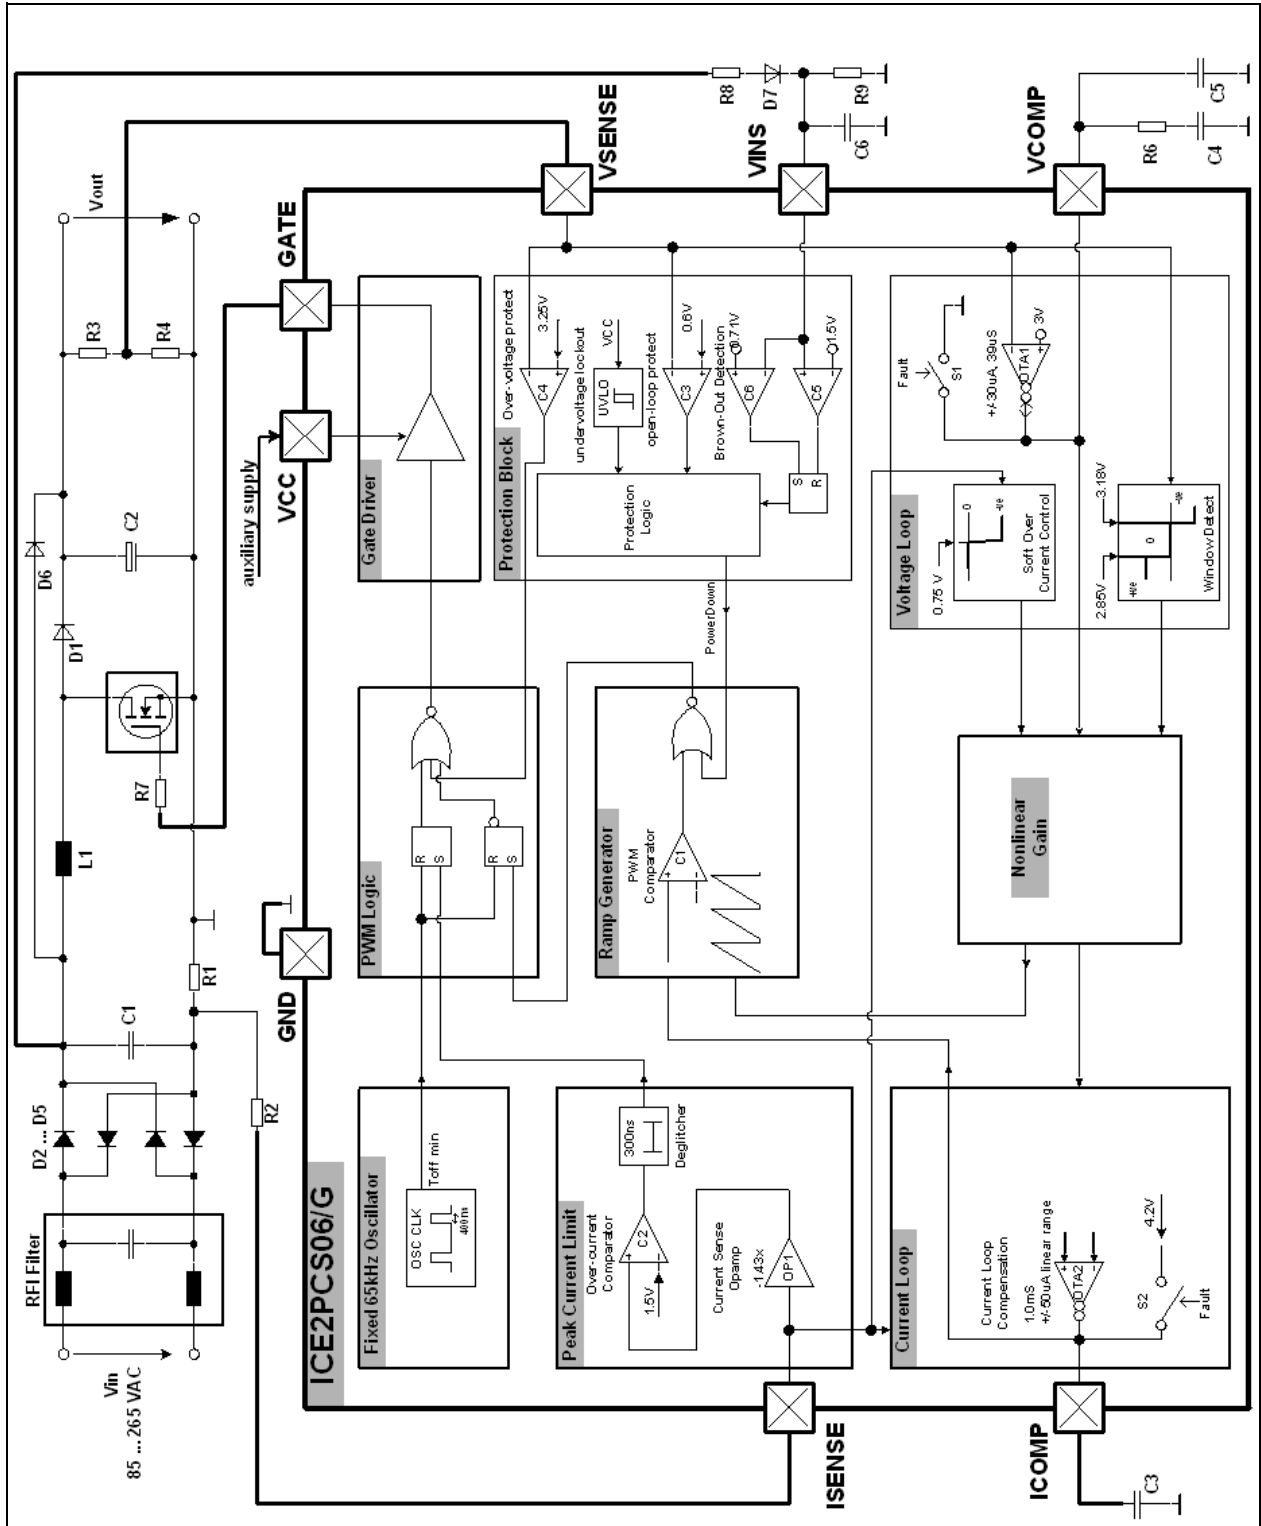 Vin
85 ... 265 VAC
RFI Filter
D2 ... D5
C1
R1
R2
L1
R7
D1
D6
C2
R3
R4
Vout
GND
auxiliary supply
VCC
GATE
VSENSE
R8
D7
R9
C6
VINS
VCOMP
R6
C4
C5
ISENSE
ICOMP
C3
ICE2PCS06/G
Fixed 65kHz Oscillator
OSC CLK
400ns
Toff min
PWM Logic
R
S
R
S
Gate Driver
Peak Current Limit
Over-current
Comparator
1.5V
C2
300ns
Deglitcher
Current Sense
Opamp
-1.43x
OP1
Ramp Generator
PWM
Comparator
C1
Protection Block
Over-voltage protect
3.25V
C4
undervoltage lockout
VCC
UVLO
open-loop protect
0.6V
C3
Brown-Out Detection
0.71V
C6
1.5V
C5
S
R
Protection
Logic
PowerDown
Current Loop
Current Loop
Compensation
1.0mS
+/-50uA linear range
OTA2
4.2V
S2
Fault
Nonlinear
Gain
Voltage Loop
Fault
S1
+/-30uA, 39uS
OTA1
3V
0.75 V
0
-ve
Soft Over
Current Control
2.85V
3.18V
+ve
0
-ve
Window Detect